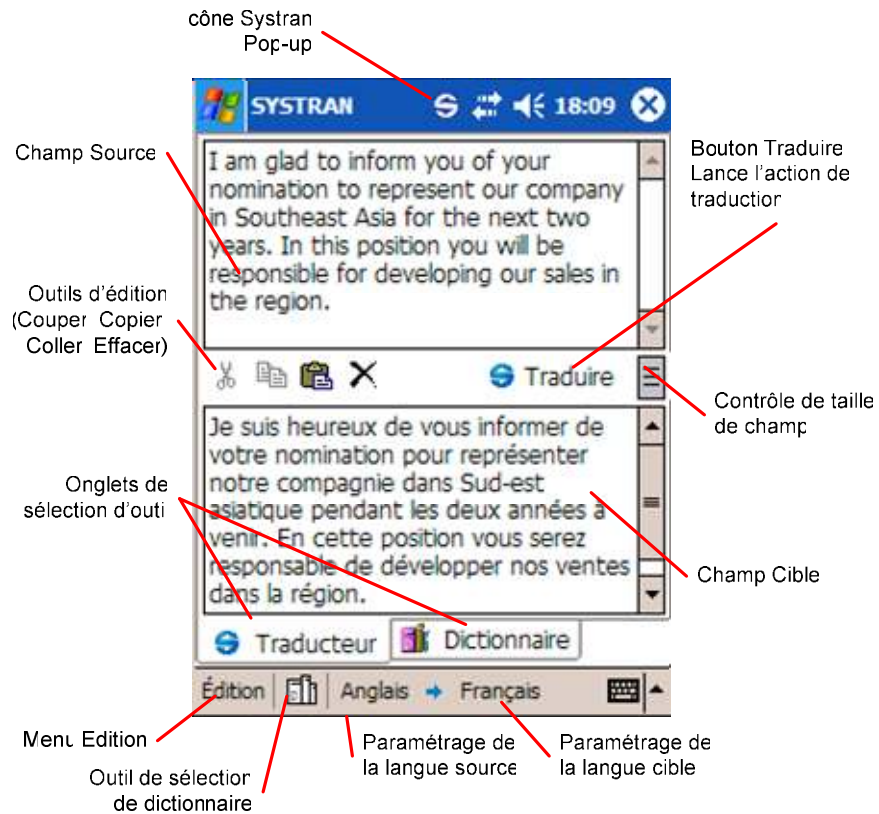 cône Systran
Pop-up
SYSTRAN 18:09
Champ Source
I am glad to inform you of your
nomination to represent our company
in Southeast Asia for the next two
years. In this position you will be
responsible for developing our sales in
the region.
Bouton Traduire
Lance l'action de
traduction
Outils d'édition
(Couper Copier
Coller Effacer)
Traduire
Contrôle de taille
de champ
Je suis heureux de vous informer de
votre nomination pour représenter
notre compagnie dans Sud-est
asiatique pendant les deux années à
venir. En cette position vous serez
responsable de développer nos ventes
dans la région.
Onglets de
sélection d'outi
Champ Cible
Traducteur Dictionnaire
Édition Anglais Français
Menu Edition
Outil de sélection
de dictionnaire
Paramétrage de
la langue source
Paramétrage de
la langue cible